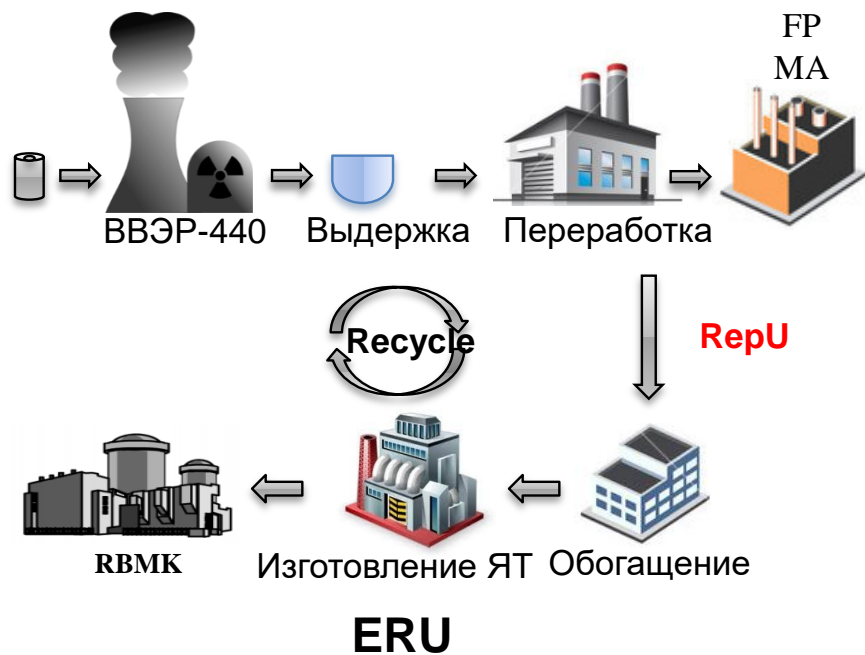 FP
MA
ВВЭР-440
Выдержка
Переработка
Recycle
RepU
RBMK
Изготовление ЯТ
Обогащение
ERU